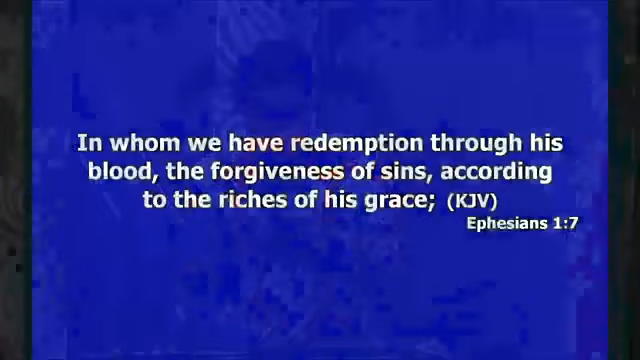 In whom we have redemption through his
blood, the forgiveness of sins, according
to the riches of his grace; (KJV)
Ephesians 1:7